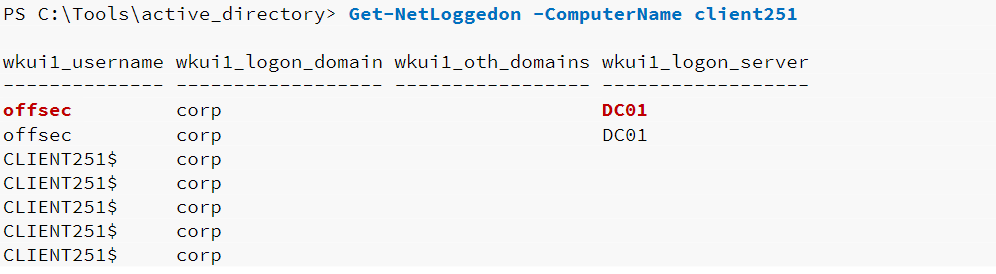 PS C:\Tools\active_directory> Get-NetLoggedon -ComputerName client251
wkui1_username wkui1_logon_domain wkui1_oth_domains wkui1_logon_server
-------------- ------------------ ----------------- ------------------
offsec corp DC01
offsec corp DC01
CLIENT251$ corp
CLIENT251$ corp
CLIENT251$ corp
CLIENT251$ corp
CLIENT251$ corp